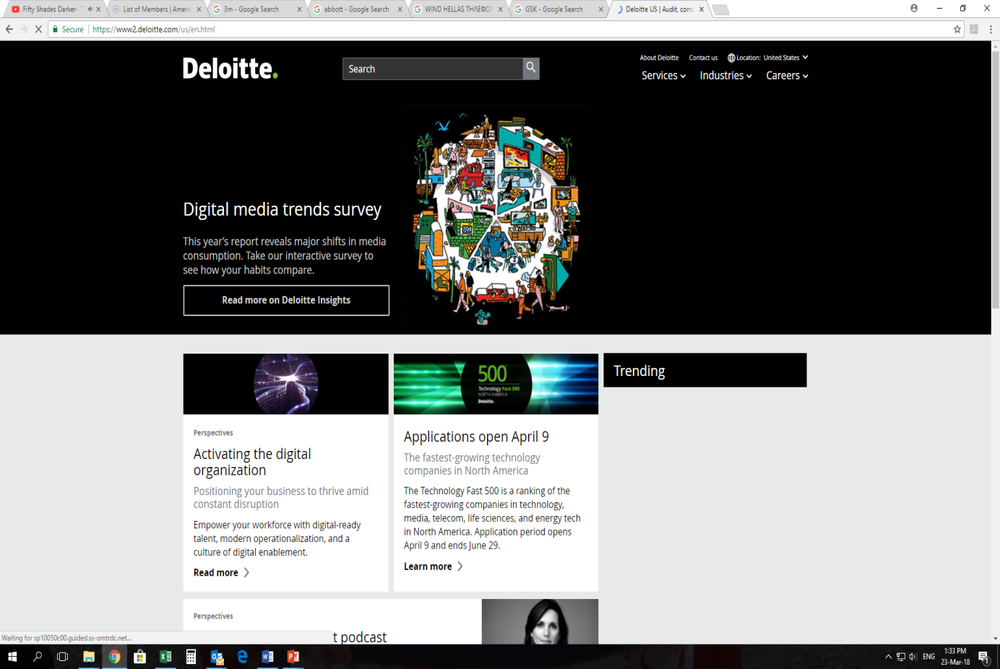 Fifty Shades Darker- T
List of Members | Americ
3m - Google Search
abbott - Google Search
WIND HELLAS ΤΗΛΕΦΩΝ
GSK - Google Search
Deloitte US | Audit, cons
Secure
https://www2.deloitte.com/us/en.html
Deloitte.
Search
About Deloitte
Contact us
Location: United States
Services
Industries
Careers
Digital media trends survey
This year's report reveals major shifts in media
consumption. Take our interactive survey to
see how your habits compare.
Read more on Deloitte Insights
Perspectives
Activating the digital
organization
Positioning your business to thrive amid
constant disruption
Empower your workforce with digital-ready
talent, modern operationalization, and a
culture of digital enablement.
Read more
500
Technology Fast 500
NORTH AMERICA
Deloitte.
Applications open April 9
The fastest-growing technology
companies in North America
The Technology Fast 500 is a ranking of the
fastest-growing companies in technology,
media, telecom, life sciences, and energy tech
in North America. Application period opens
April 9 and ends June 29.
Learn more
Trending
Perspectives
t podcast
Waiting for sp10050c00.guided.ss-omtrdc.net...
ENG
1:33 PM
23-Mar-18
1